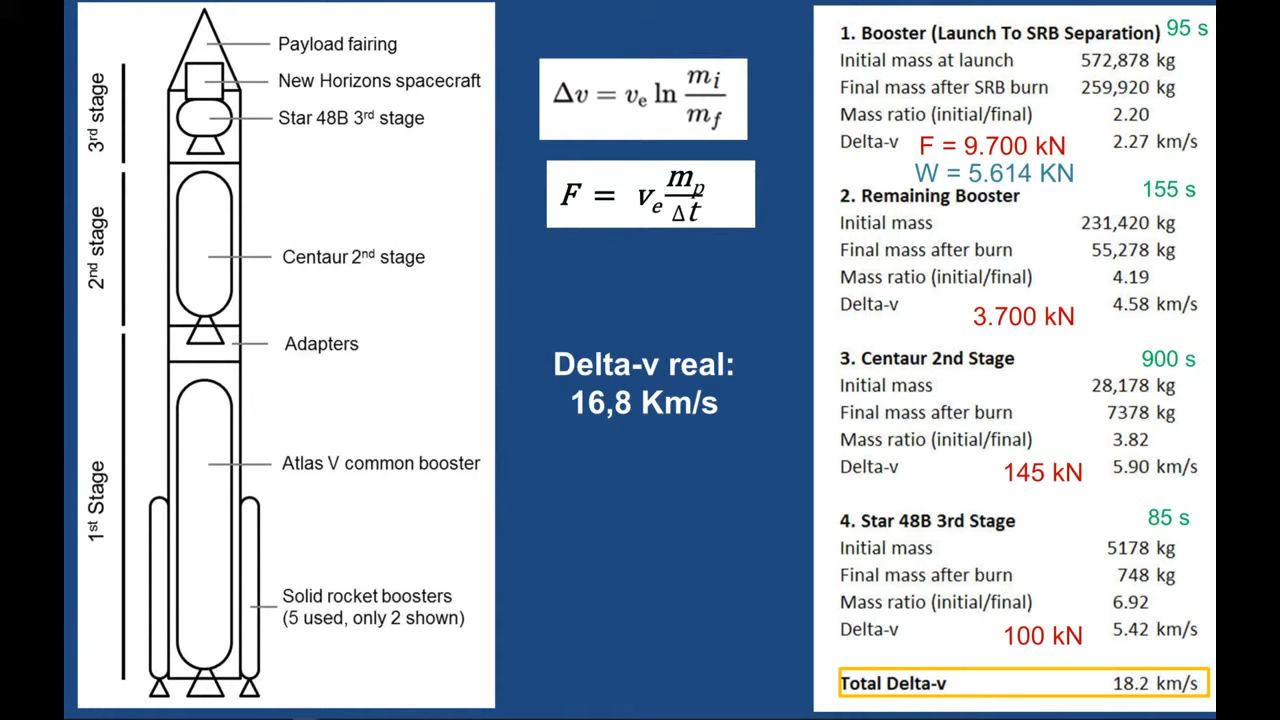 3rd stage
2nd stage
1st Stage
Payload fairing
New Horizons spacecraft
Star 48B 3rd stage
Centaur 2nd stage
Adapters
Atlas V common booster
Solid rocket boosters
(5 used, only 2 shown)
Δv = ve ln mi/mf
F = ve mp/Δt
Delta-v real:
16,8 Km/s
1. Booster (Launch To SRB Separation) 95 s
Initial mass at launch 572,878 kg
Final mass after SRB burn 259,920 kg
Mass ratio (initial/final) 2.20
Delta-v F = 9.700 kN 2.27 km/s
W = 5.614 KN
2. Remaining Booster 155 s
Initial mass 231,420 kg
Final mass after burn 55,278 kg
Mass ratio (initial/final) 4.19
Delta-v 3.700 kN 4.58 km/s
3. Centaur 2nd Stage 900 s
Initial mass 28,178 kg
Final mass after burn 7378 kg
Mass ratio (initial/final) 3.82
Delta-v 145 kN 5.90 km/s
4. Star 48B 3rd Stage 85 s
Initial mass 5178 kg
Final mass after burn 748 kg
Mass ratio (initial/final) 6.92
Delta-v 100 kN 5.42 km/s
Total Delta-v 18.2 km/s